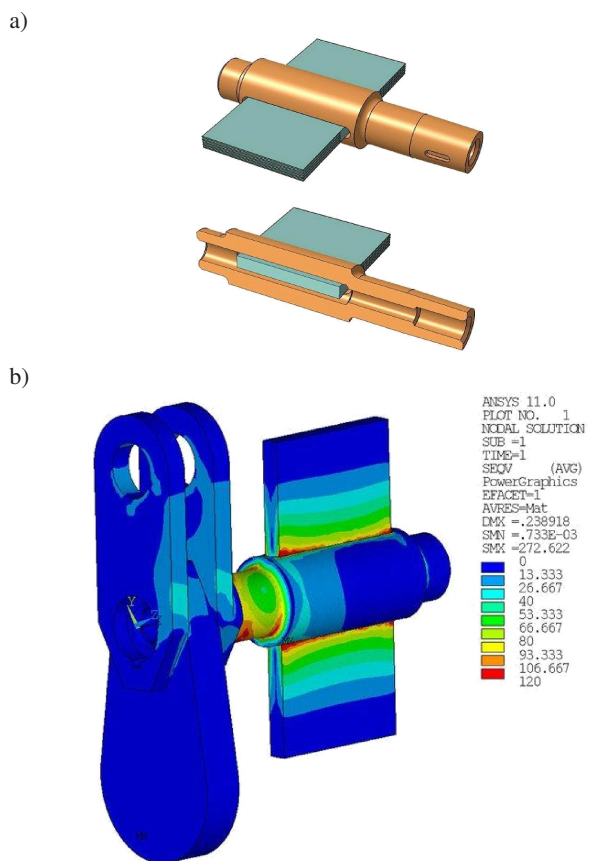 a)
b)
ANSYS 11.0
PLOT NO. 1
NODAL SOLUTION
SUB =1
TIME=1
SEQV (AVG)
PowerGraphics
EFACET=1
AVRES=Mat
DMX =.238918
SMN =.733E-03
SMX =272.622
0
13.333
26.667
40
53.333
66.667
80
93.333
106.667
120
Y
Z